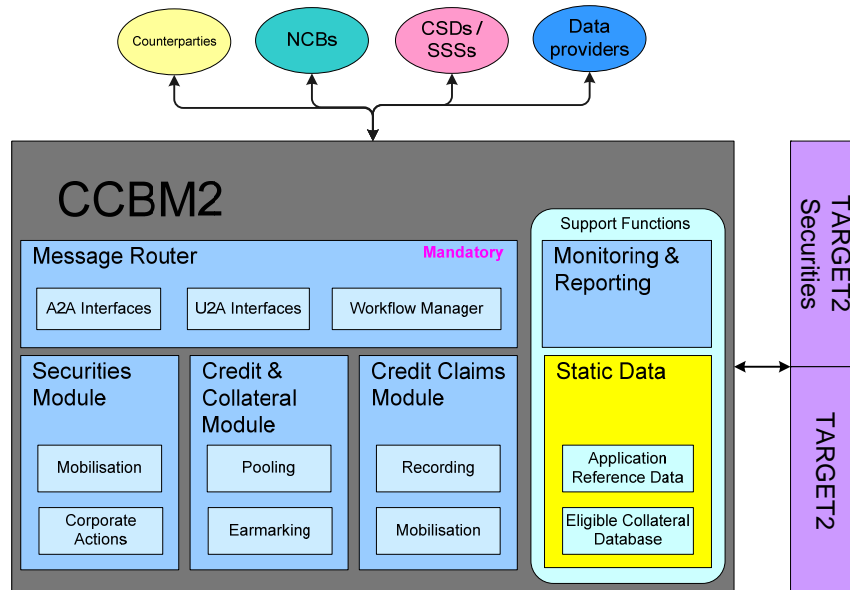 Counterparties
NCBs
CSDs /
SSSs
Data
providers
CCBM2
Message Router
Mandatory
A2A Interfaces
U2A Interfaces
Workflow Manager
Securities
Module
Mobilisation
Corporate
Actions
Credit &
Collateral
Module
Pooling
Earmarking
Credit Claims
Module
Recording
Mobilisation
Support Functions
Monitoring &
Reporting
Static Data
Application
Reference Data
Eligible Collateral
Database
TARGET2
Securities
TARGET2